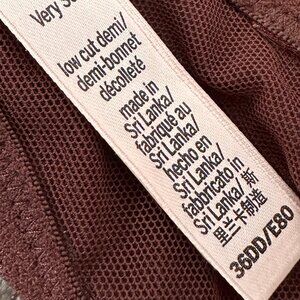 Very
low cut demi/
demi-bonnet
décolleté
made in
Sri Lanka/
fabriqué au
Sri Lanka/
hecho en
Sri Lanka/
fabbricato in
Sri Lanka/ 斯
里兰卡制造
36DD/E80